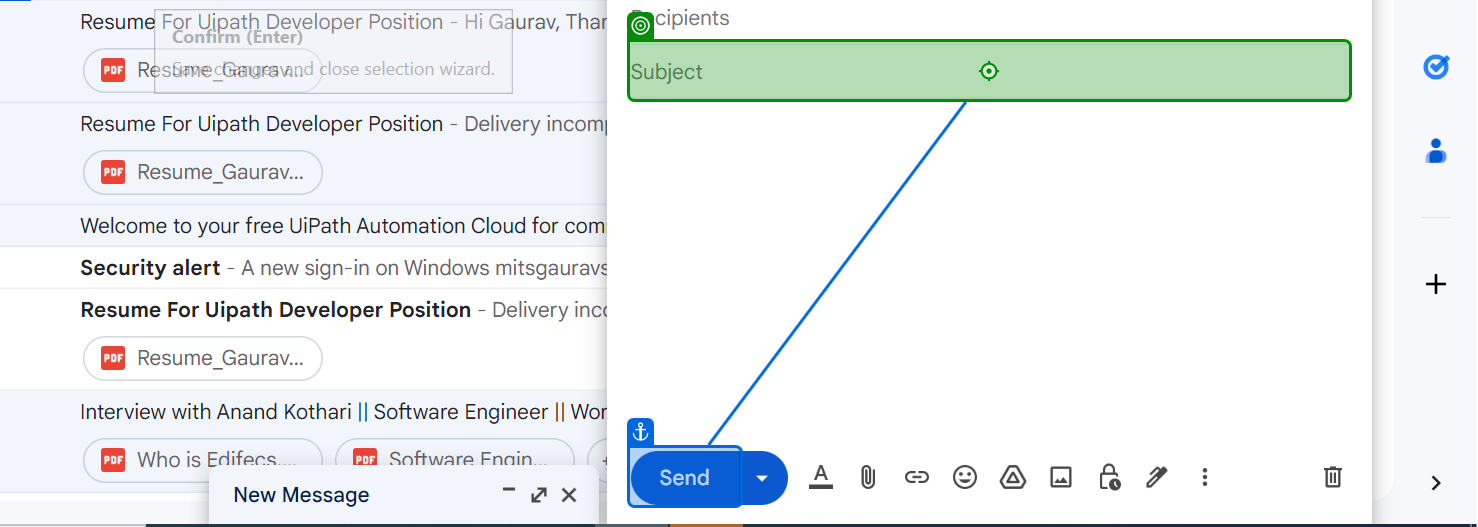 Resume For Uipath Developer Position - Hi Gaurav, Than
Confirm (Enter)
Save changes and close selection wizard.
PDF Resume_Gaurav...
Resume For Uipath Developer Position - Delivery incomp
PDF Resume_Gaurav...
Welcome to your free UiPath Automation Cloud for com
Security alert - A new sign-in on Windows mitsgauravs
Resume For Uipath Developer Position - Delivery inco
PDF Resume_Gaurav...
Interview with Anand Kothari || Software Engineer || Wor
PDF Who is Edifecs....
PDF Software Engin...
New Message
cipients
Subject
Send